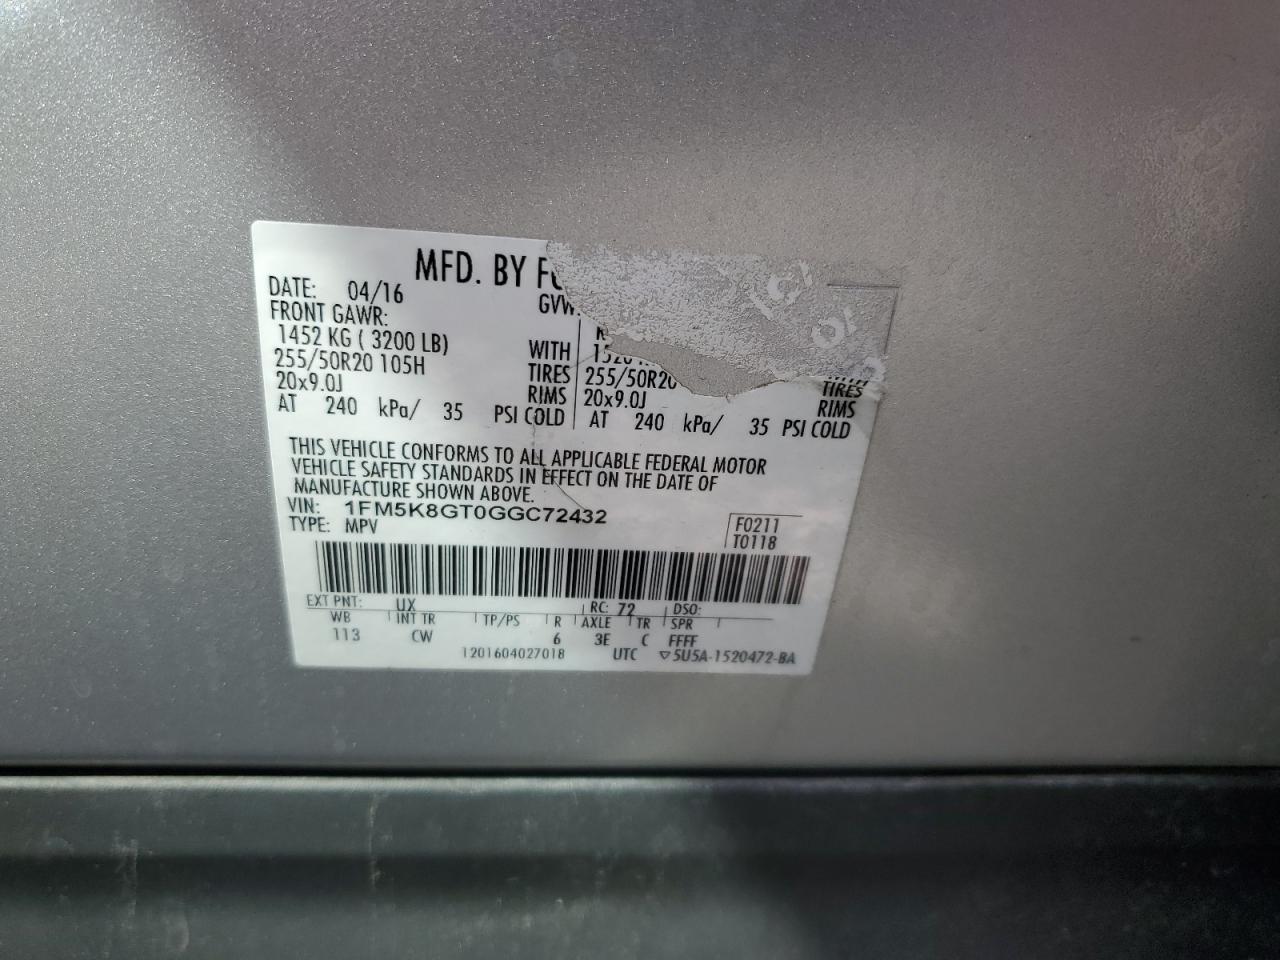 MFD. BY
DATE: 04/16
FRONT GAWR:
1452 KG ( 3200 LB) WITH
255/50R20 105H TIRES 255/50R20 TIRES
20x9.0J RIMS 20x9.0J RIMS
AT 240 kPa/ 35 PSI COLD AT 240 kPa/ 35 PSI COLD
THIS VEHICLE CONFORMS TO ALL APPLICABLE FEDERAL MOTOR
VEHICLE SAFETY STANDARDS IN EFFECT ON THE DATE OF
MANUFACTURE SHOWN ABOVE.
VIN: 1FM5K8GT0GGC72432
TYPE: MPV
F0211
T0118
EXT PNT: UX RC: 72 DSO:
WB INT TR TP/PS R AXLE TR SPR
113 CW 6 3E C FFFF
1201604027018 UTC ▽5U5A-1520472-BA